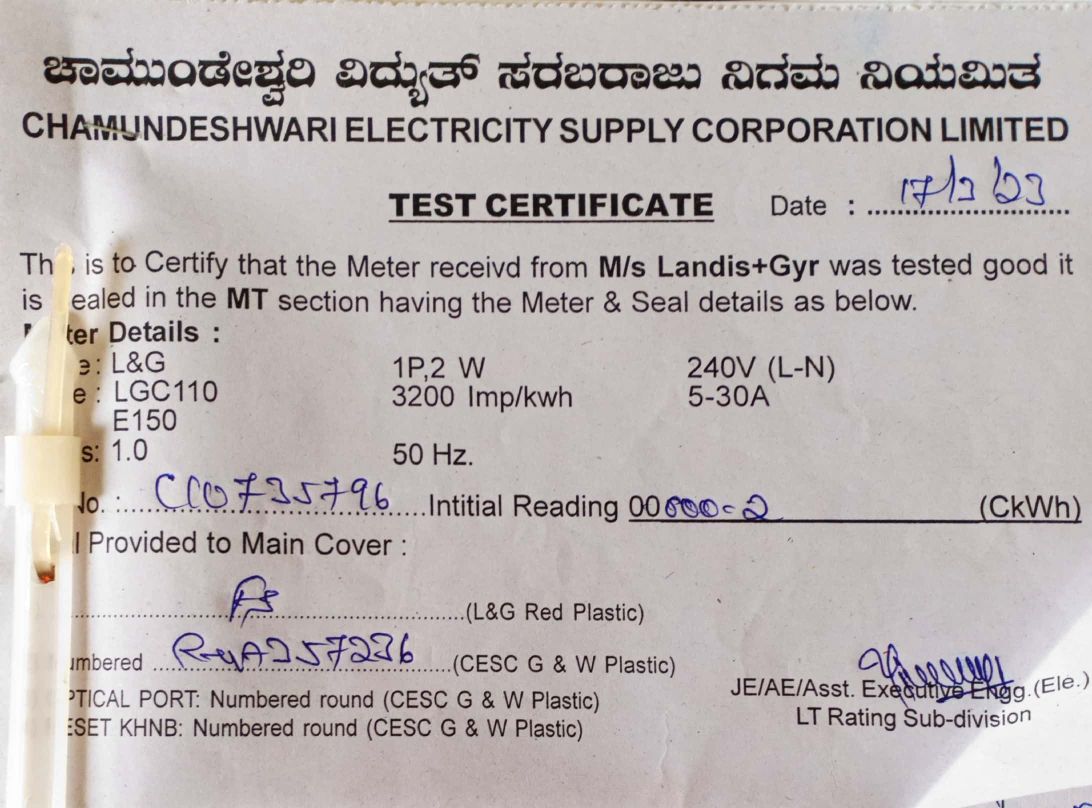 ಚಾಮುಂಡೇಶ್ವರಿ ವಿದ್ಯುತ್ ಸರಬರಾಜು ನಿಗಮ ನಿಯಮಿತ
CHAMUNDESHWARI ELECTRICITY SUPPLY CORPORATION LIMITED
TEST CERTIFICATE Date : 17/3/23
is to Certify that the Meter receivd from M/s Landis+Gyr was tested good it
is ealed in the MT section having the Meter & Seal details as below.
ter Details :
e: L&G 1P,2 W 240V (L-N)
e : LGC110 3200 Imp/kwh 5-30A
E150
s: 1.0 50 Hz.
No. : CC0735796 Intitial Reading 00000-2 (CkWh)
l Provided to Main Cover :
(L&G Red Plastic)
umbered (CESC G & W Plastic)
PTICAL PORT: Numbered round (CESC G & W Plastic)
ESET KHNB: Numbered round (CESC G & W Plastic)
JE/AE/Asst. Executive Engg.(Ele.)
LT Rating Sub-division